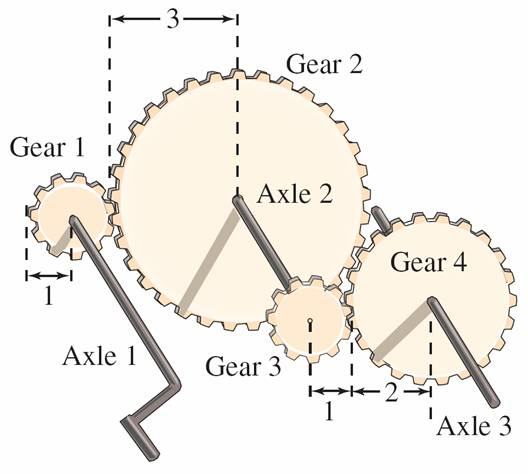 3
Gear 2
Gear 1
Axle 2
Gear 4
1
Axle 1
Gear 3
1
2
Axle 3